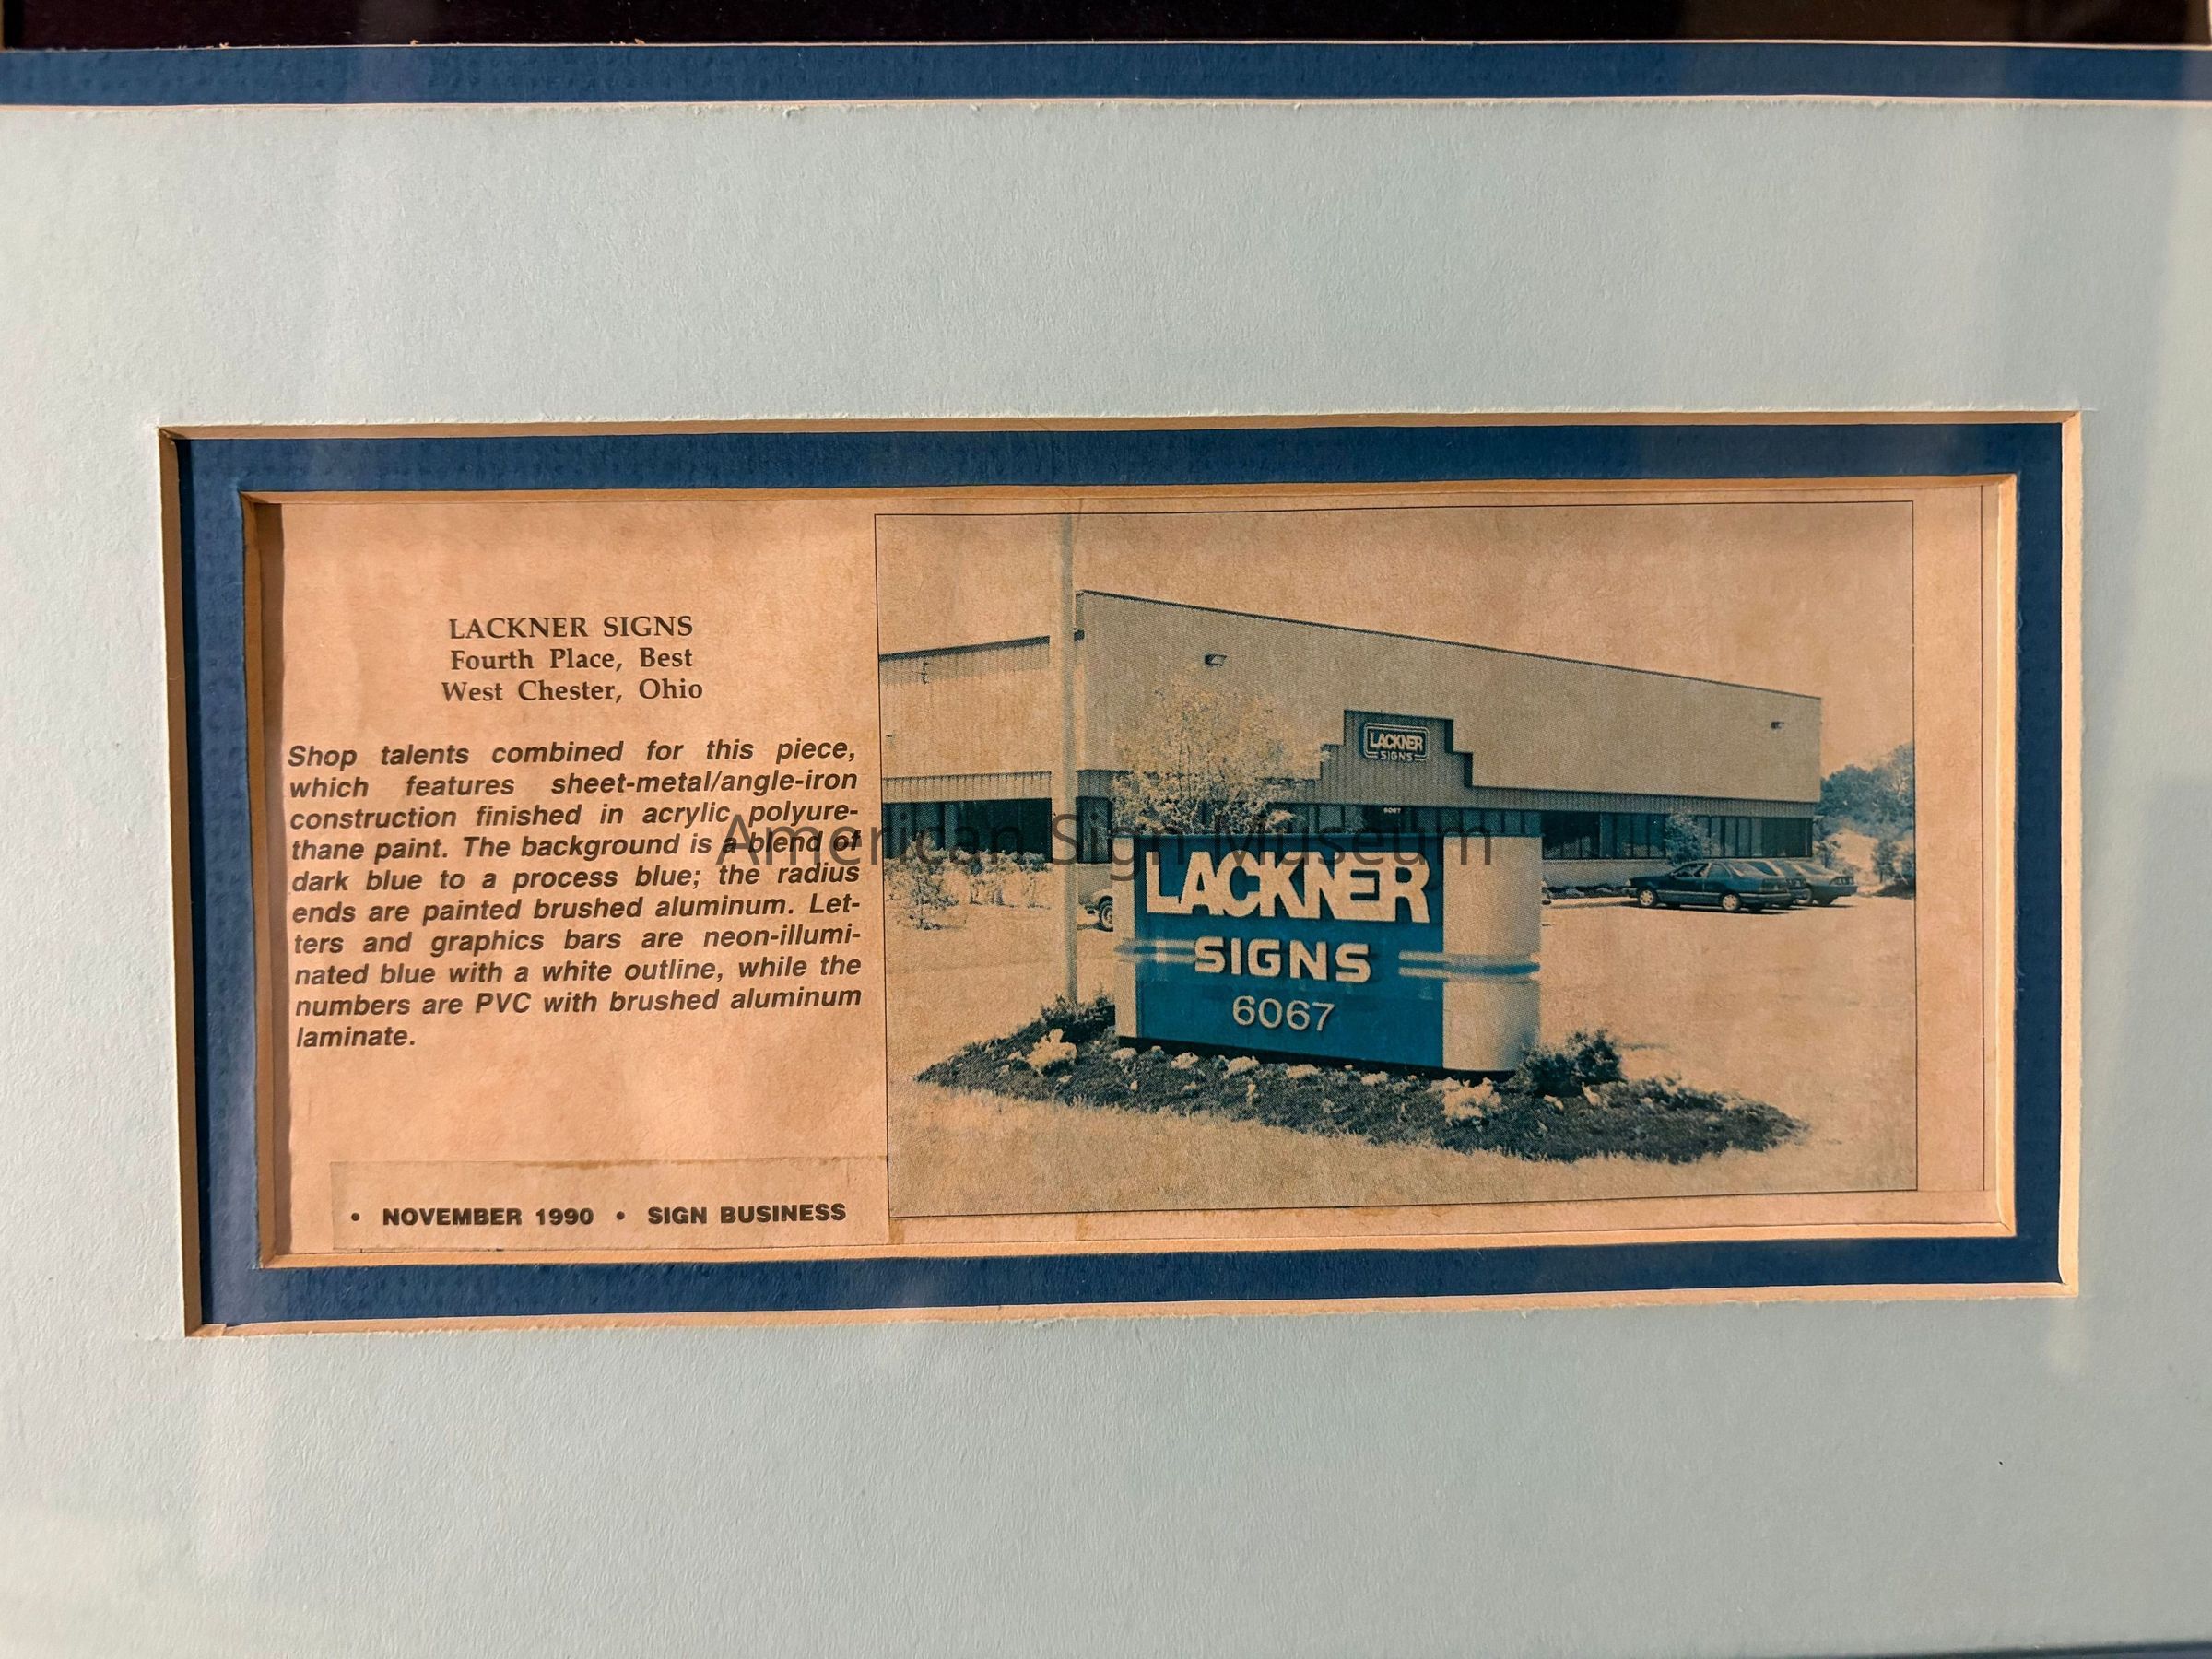 LACKNER SIGNS
Fourth Place, Best
West Chester, Ohio
Shop talents combined for this piece,
which features sheet-metal/angle-iron
construction finished in acrylic polyure-
thane paint. The background is a blend of
dark blue to a process blue; the radius
ends are painted brushed aluminum. Let-
ters and graphics bars are neon-illumi-
nated blue with a white outline, while the
numbers are PVC with brushed aluminum
laminate.
• NOVEMBER 1990 • SIGN BUSINESS
LACKNER
SIGNS
6067
LACKNER
SIGNS
6067
American Sign Museum